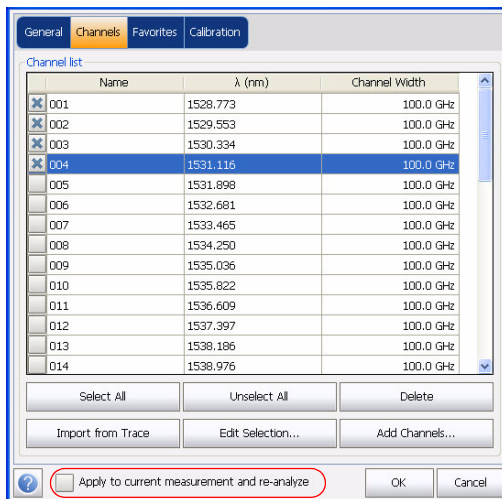 General Channels Favorites Calibration
Channel list
Name λ (nm) Channel Width
001 1528.773 100.0 GHz
002 1529.553 100.0 GHz
003 1530.334 100.0 GHz
004 1531.116 100.0 GHz
005 1531.898 100.0 GHz
006 1532.681 100.0 GHz
007 1533.465 100.0 GHz
008 1534.250 100.0 GHz
009 1535.036 100.0 GHz
010 1535.822 100.0 GHz
011 1536.609 100.0 GHz
012 1537.397 100.0 GHz
013 1538.186 100.0 GHz
014 1538.976 100.0 GHz
Select All Unselect All Delete
Import from Trace Edit Selection... Add Channels...
? Apply to current measurement and re-analyze OK Cancel